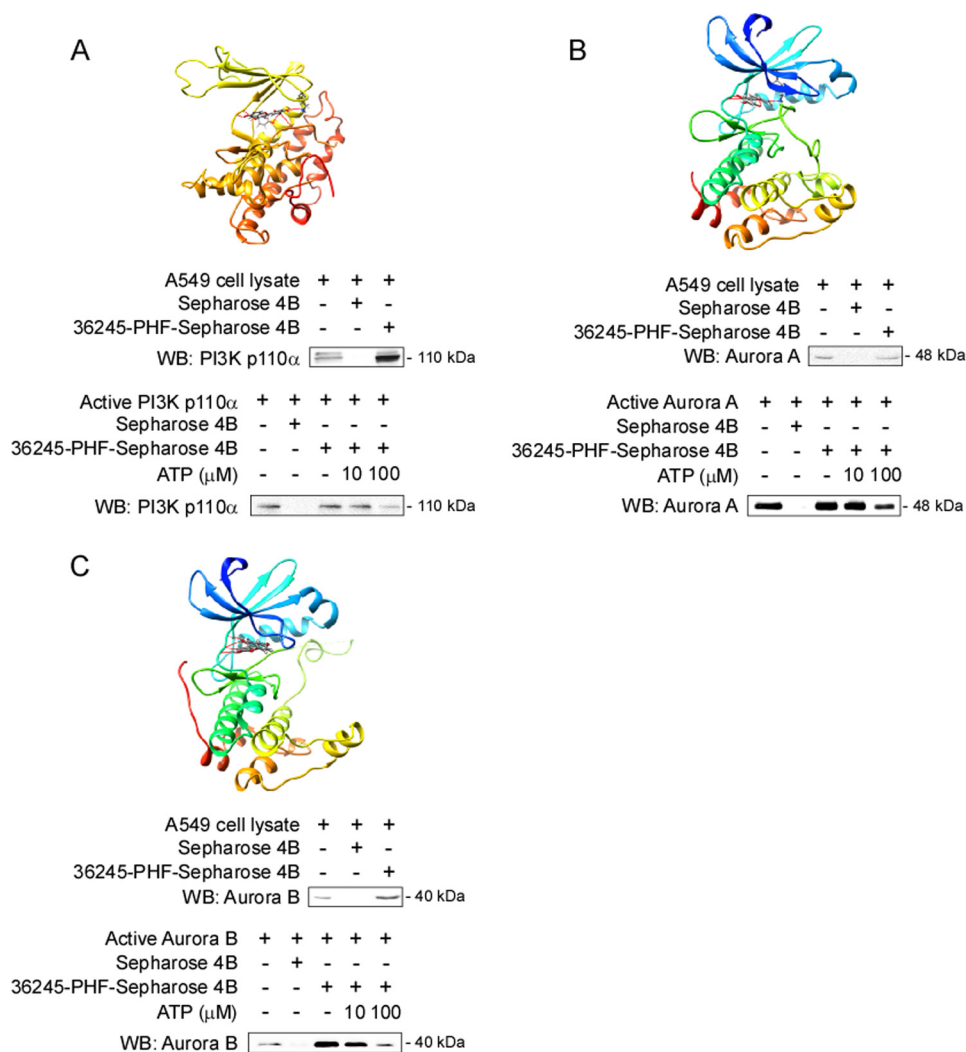 A
A549 cell lysate + + +
Sepharose 4B - + -
36245-PHF-Sepharose 4B - - +
WB: PI3K p110α - 110 kDa
Active PI3K p110α + + + + +
Sepharose 4B - + - - -
36245-PHF-Sepharose 4B - - + + +
ATP (μM) - - - 10 100
WB: PI3K p110α - 110 kDa
B
A549 cell lysate + + +
Sepharose 4B - + -
36245-PHF-Sepharose 4B - - +
WB: Aurora A - 48 kDa
Active Aurora A + + + + +
Sepharose 4B - + - - -
36245-PHF-Sepharose 4B - - + + +
ATP (μM) - - - 10 100
WB: Aurora A - 48 kDa
C
A549 cell lysate + + +
Sepharose 4B - + -
36245-PHF-Sepharose 4B - - +
WB: Aurora B - 40 kDa
Active Aurora B + + + + +
Sepharose 4B - + - - -
36245-PHF-Sepharose 4B - - + + +
ATP (μM) - - - 10 100
WB: Aurora B - 40 kDa